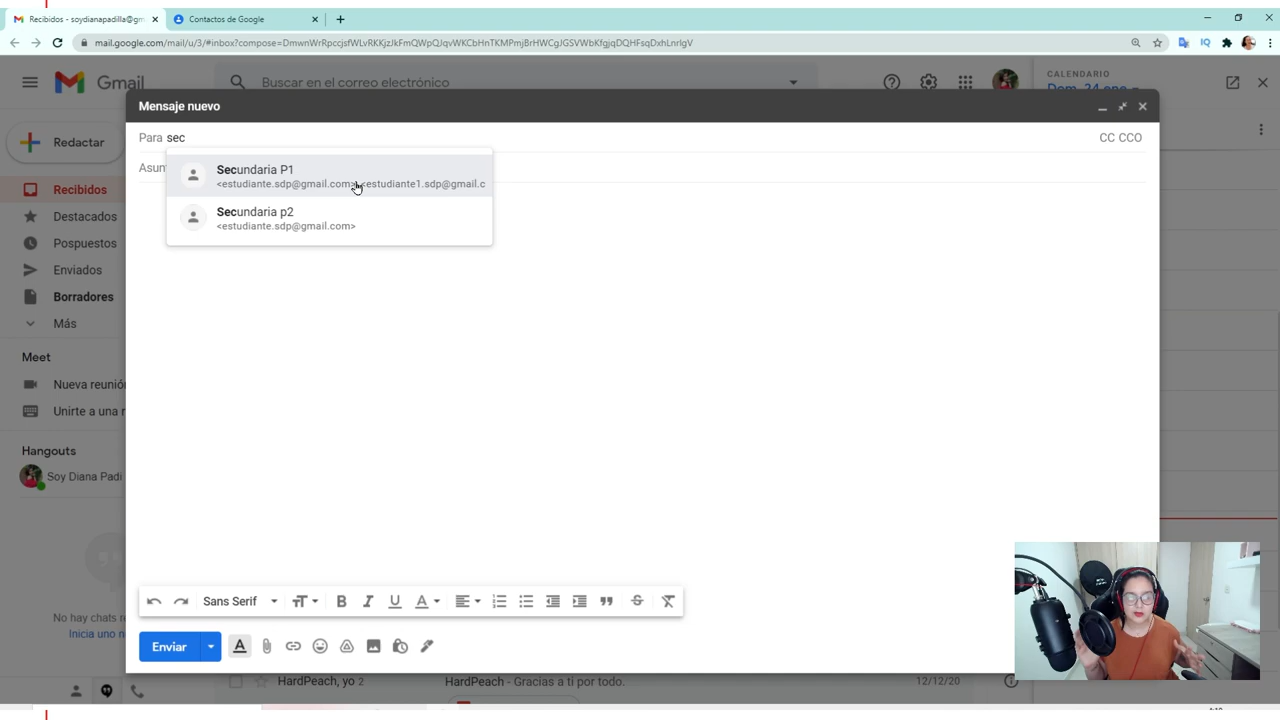 Recibidos - soydianapadilla@gm
Contactos de Google
mail.google.com/mail/u/3/#inbox?compose=DmwnWrRpccjsfWLvRKKjzJkFmQWpQJqvWKCbHnTKMPmjBrHWCgJGSVWbKfgjqDQHFsqDxhLnrlgV
Gmail
Buscar en el correo electrónico
CALENDARIO
Mensaje nuevo
Redactar
Para sec
CC CCO
Asun
Secundaria P1
<estudiante.sdp@gmail.com>, <estudiante1.sdp@gmail.c
Secundaria p2
<estudiante.sdp@gmail.com>
Recibidos
Destacados
Pospuestos
Enviados
Borradores
Más
Meet
Nueva reunión
Unirte a una r
Hangouts
Soy Diana Padi
No hay chats re
Inicia uno n
Sans Serif
Enviar
HardPeach, yo 2
HardPeach - Gracias a ti por todo.
12/12/20